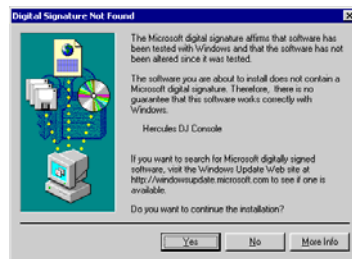 Digital Signature Not Found
The Microsoft digital signature affirms that software has
been tested with Windows and that the software has not
been altered since it was tested.
The software you are about to install does not contain a
Microsoft digital signature. Therefore, there is no
guarantee that this software works correctly with
Windows.
Hercules DJ Console
If you want to search for Microsoft digitally signed
software, visit the Windows Update Web site at
http://windowsupdate.microsoft.com to see if one is
available.
Do you want to continue the installation?
Yes No More Info